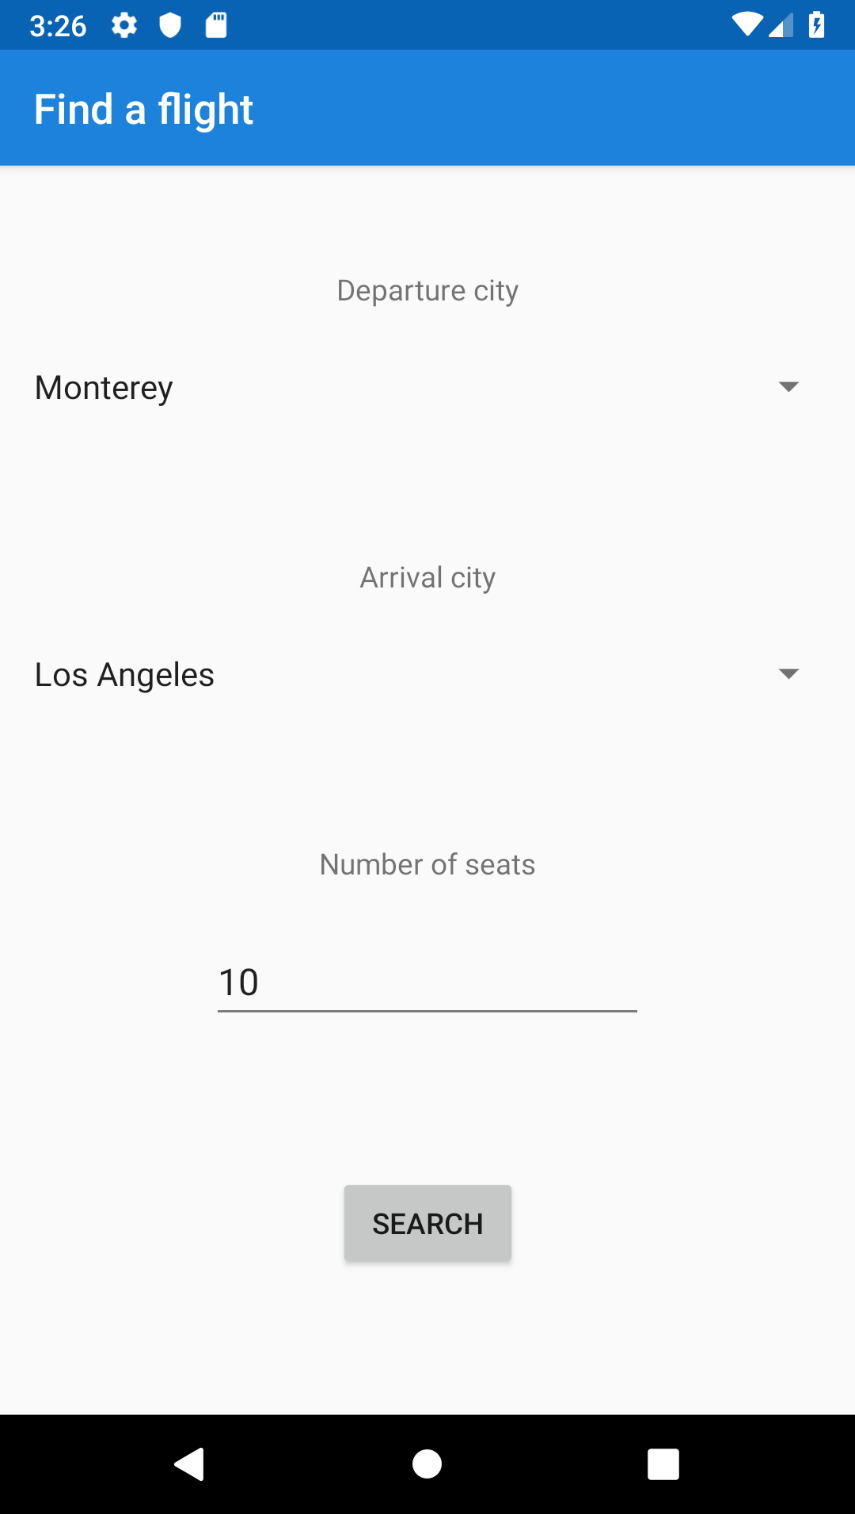 3:26
Find a flight
Departure city
Monterey
Arrival city
Los Angeles
Number of seats
10
SEARCH